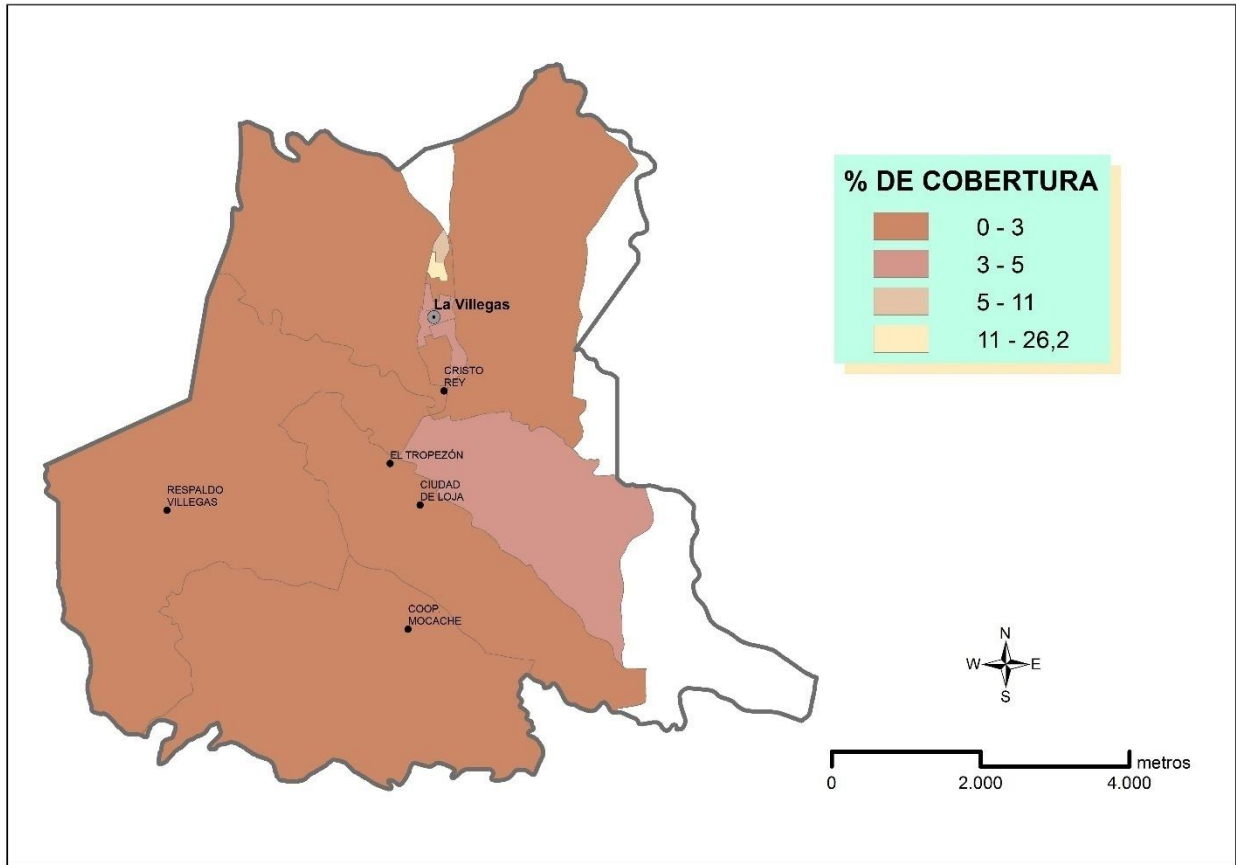 % DE COBERTURA
0 - 3
3 - 5
5 - 11
11 - 26,2
La Villegas
CRISTO
REY
EL TROPEZÓN
CIUDAD
DE LOJA
RESPALDO
VILLEGAS
COOP.
MOCACHE
N
W E
S
metros
0 2.000 4.000